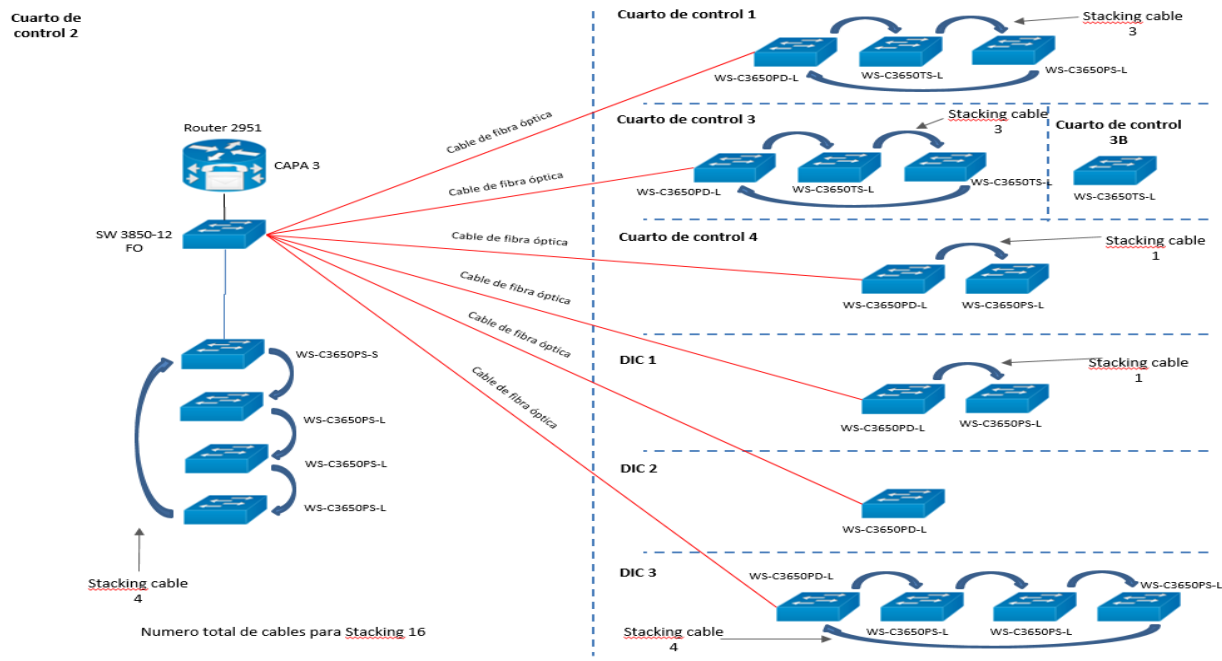 Cuarto de
control 2
Router 2951
CAPA 3
SW 3850-12
FO
WS-C3650PS-S
WS-C3650PS-L
WS-C3650PS-L
WS-C3650PS-L
Stacking cable
4
Numero total de cables para Stacking 16
Cable de fibra óptica
Cable de fibra óptica
Cable de fibra óptica
Cable de fibra óptica
Cable de fibra óptica
Cable de fibra óptica
Cuarto de control 1
Stacking cable
3
WS-C3650PD-L
WS-C3650TS-L
WS-C3650PS-L
Cuarto de control 3
Stacking cable
3
WS-C3650PD-L
WS-C3650TS-L
WS-C3650TS-L
Cuarto de control
3B
WS-C3650TS-L
Cuarto de control 4
Stacking cable
1
WS-C3650PD-L
WS-C3650PS-L
DIC 1
Stacking cable
1
WS-C3650PD-L
WS-C3650PS-L
DIC 2
WS-C3650PD-L
DIC 3
WS-C3650PD-L
WS-C3650PS-L
WS-C3650PS-L
WS-C3650PS-L
Stacking cable
4